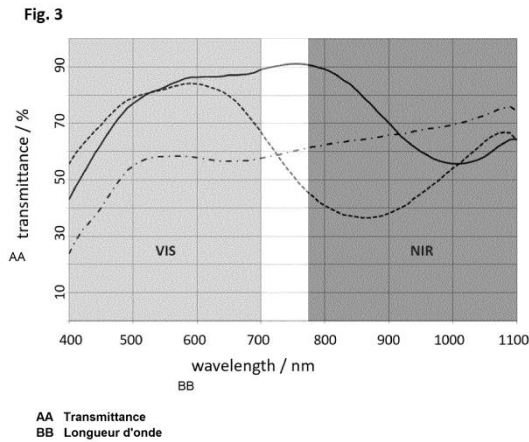 Fig. 3
90
70
50
30
10
transmittance / %
AA
VIS
NIR
400 500 600 700 800 900 1000 1100
wavelength / nm
BB
AA Transmittance
BB Longueur d'onde